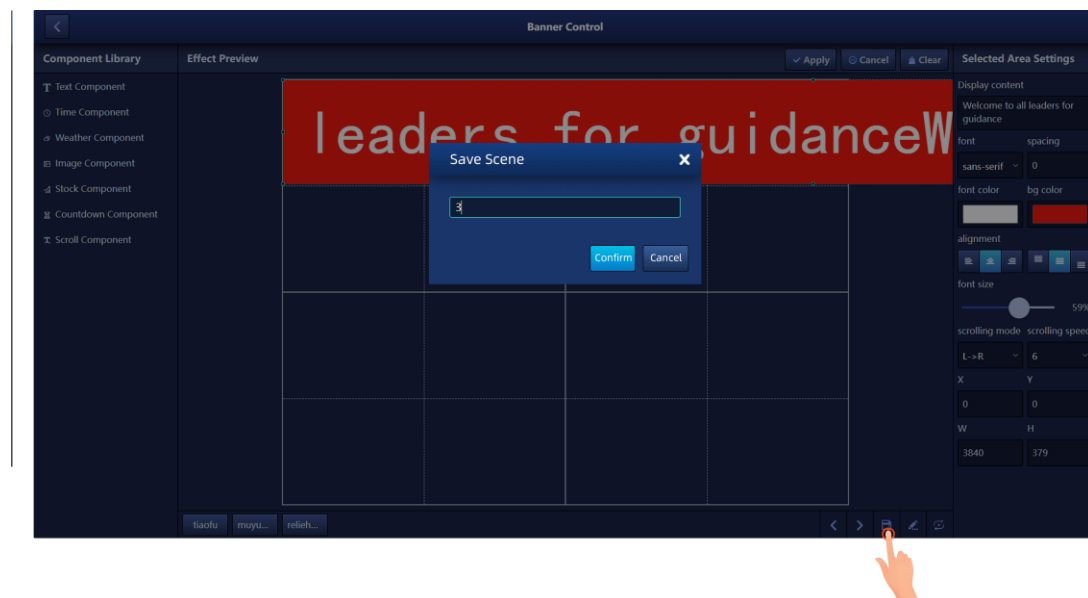 Banner Control
Component Library
Effect Preview
Apply
Cancel
Clear
Selected Area Settings
Text Component
Time Component
Weather Component
Image Component
Stock Component
Countdown Component
Scroll Component
leaders for guidanceW
Save Scene
3
Confirm
Cancel
Display content
Welcome to all leaders for
guidance
font spacing
sans-serif 0
font color bg color
alignment
font size
59%
scrolling mode scrolling speed
L->R 6
X Y
0 0
W H
3840 379
tiaofu muyu... relieh...